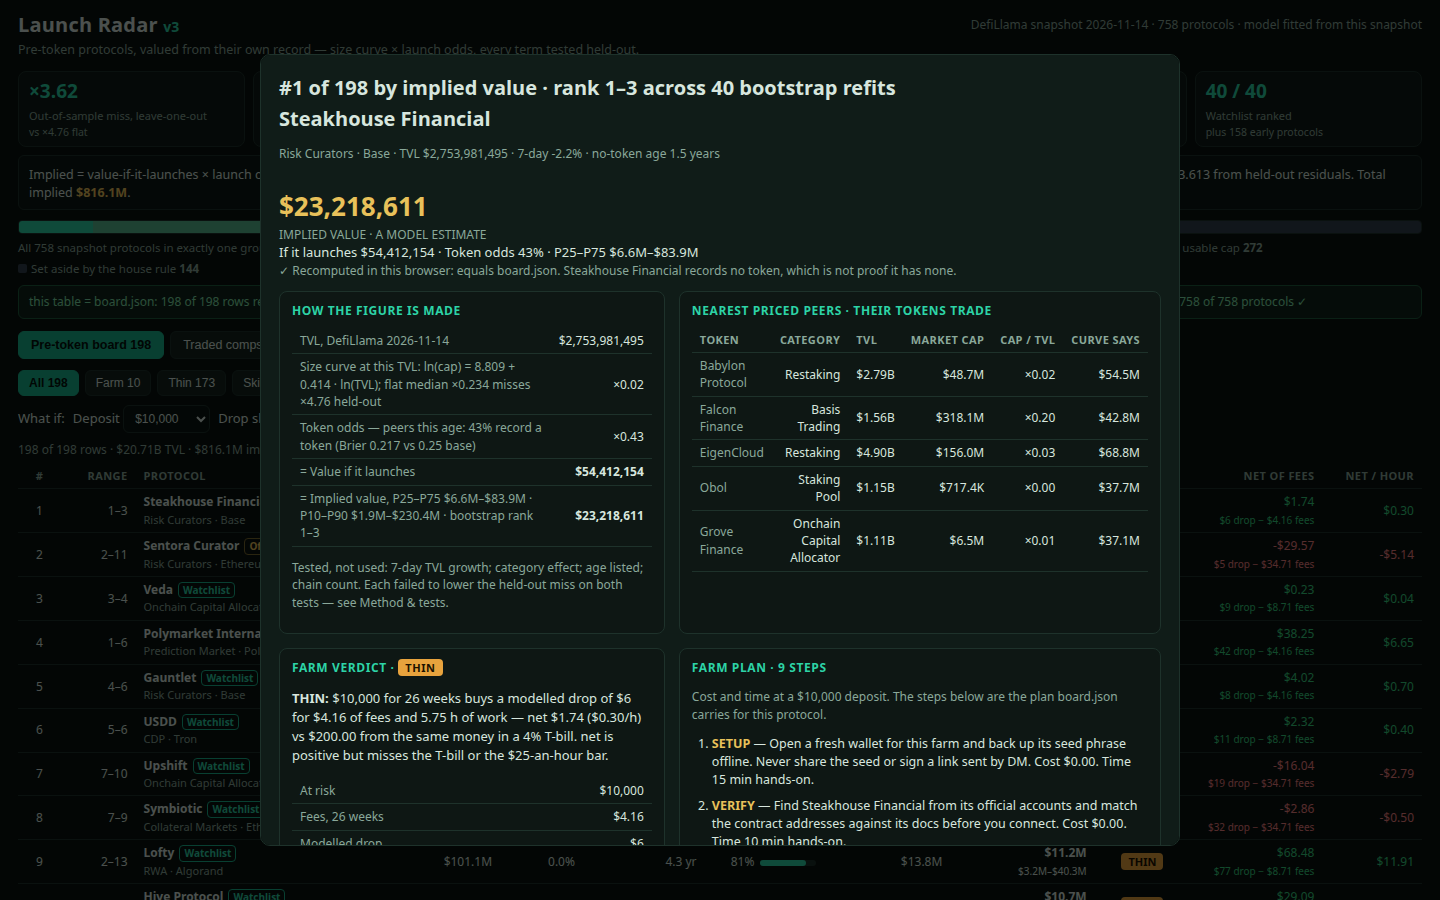 Launch Radar v3
DefiLlama snapshot 2026-11-14 · 758 protocols · model fitted from this snapshot
Pre-token protocols, valued from their own record — size curve × launch odds, every term tested held-out.
×3.62
Out-of-sample miss, leave-one-out
vs ×4.76 flat
40 / 40
Watchlist ranked
plus 158 early protocols
Implied = value-if-it-launches × launch
3.613 from held-out residuals. Total
implied $816.1M.
All 758 snapshot protocols in exactly one
usable cap 272
Set aside by the house rule 144
this table = board.json: 198 of 198 rows
758 of 758 protocols ✓
Pre-token board 198
Traded comps
All 198
Farm 10
Thin 173
What if: Deposit $10,000
198 of 198 rows · $20.71B TVL · $816.1M
# RANGE PROTOCOL NET OF FEES NET / HOUR
1 1–3 Steakhouse $1.74 $0.30
Risk Curators · Base $6 drop − $4.16 fees
2 2–11 Sentora Curator -$29.57 -$5.14
Risk Curators · $5 drop − $34.71 fees
3 3–4 Veda Watchlist $0.23 $0.04
Onchain Capital $9 drop − $8.71 fees
4 1–6 Polymarket $38.25 $6.65
Prediction Market · $42 drop − $4.16 fees
5 4–6 Gauntlet Watchlist $4.02 $0.70
Risk Curators · Base $8 drop − $4.16 fees
6 5–6 USDD Watchlist $2.32 $0.40
CDP · Tron $11 drop − $8.71 fees
7 7–10 Upshift Watchlist -$16.04 -$2.79
Onchain Capital $19 drop − $34.71 fees
8 7–9 Symbiotic Watchlist -$2.86 -$0.50
Collateral Markets · $32 drop − $34.71 fees
9 2–13 Lofty Watchlist $101.1M 0.0% 4.3 yr 81% $13.8M $11.2M THIN $68.48 $11.91
RWA · Algorand $3.2M–$40.3M $77 drop − $8.71 fees
Hive Protocol Watchlist $10.7M $29.09
#1 of 198 by implied value · rank 1–3 across 40 bootstrap refits
Steakhouse Financial
Risk Curators · Base · TVL $2,753,981,495 · 7-day -2.2% · no-token age 1.5 years
$23,218,611
IMPLIED VALUE · A MODEL ESTIMATE
If it launches $54,412,154 · Token odds 43% · P25–P75 $6.6M–$83.9M
✓ Recomputed in this browser: equals board.json. Steakhouse Financial records no token, which is not proof it has none.
HOW THE FIGURE IS MADE
TVL, DefiLlama 2026-11-14 $2,753,981,495
Size curve at this TVL: ln(cap) = 8.809 +
0.414 · ln(TVL); flat median ×0.234 misses ×0.02
×4.76 held-out
Token odds — peers this age: 43% record a ×0.43
token (Brier 0.217 vs 0.25 base)
= Value if it launches $54,412,154
= Implied value, P25–P75 $6.6M–$83.9M ·
P10–P90 $1.9M–$230.4M · bootstrap rank $23,218,611
1–3
Tested, not used: 7-day TVL growth; category effect; age listed;
chain count. Each failed to lower the held-out miss on both
tests — see Method & tests.
NEAREST PRICED PEERS · THEIR TOKENS TRADE
TOKEN CATEGORY TVL MARKET CAP CAP / TVL CURVE SAYS
Babylon Protocol Restaking $2.79B $48.7M ×0.02 $54.5M
Falcon Finance Basis Trading $1.56B $318.1M ×0.20 $42.8M
EigenCloud Restaking $4.90B $156.0M ×0.03 $68.8M
Obol Staking Pool $1.15B $717.4K ×0.00 $37.7M
Grove Finance Onchain Capital Allocator $1.11B $6.5M ×0.01 $37.1M
FARM VERDICT · THIN
THIN: $10,000 for 26 weeks buys a modelled drop of $6
for $4.16 of fees and 5.75 h of work — net $1.74 ($0.30/h)
vs $200.00 from the same money in a 4% T-bill. net is
positive but misses the T-bill or the $25-an-hour bar.
At risk $10,000
Fees, 26 weeks $4.16
Modelled drop $6
FARM PLAN · 9 STEPS
Cost and time at a $10,000 deposit. The steps below are the plan board.json
carries for this protocol.
1. SETUP — Open a fresh wallet for this farm and back up its seed phrase
offline. Never share the seed or sign a link sent by DM. Cost $0.00. Time
15 min hands-on.
2. VERIFY — Find Steakhouse Financial from its official accounts and match
the contract addresses against its docs before you connect. Cost $0.00.
Time 10 min hands-on.